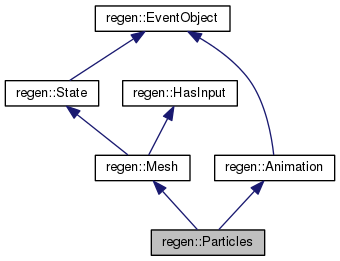 regen::EventObject
regen::State
regen::HasInput
regen::Mesh
regen::Animation
regen::Particles